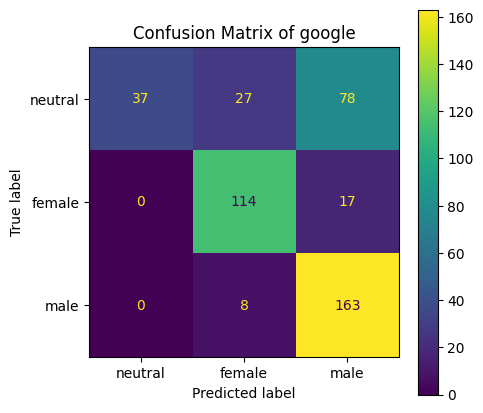 Confusion Matrix of google
neutral 37 27 78
female 0 114 17
male 0 8 163
neutral female male
Predicted label
True label
160
140
120
100
80
60
40
20
0